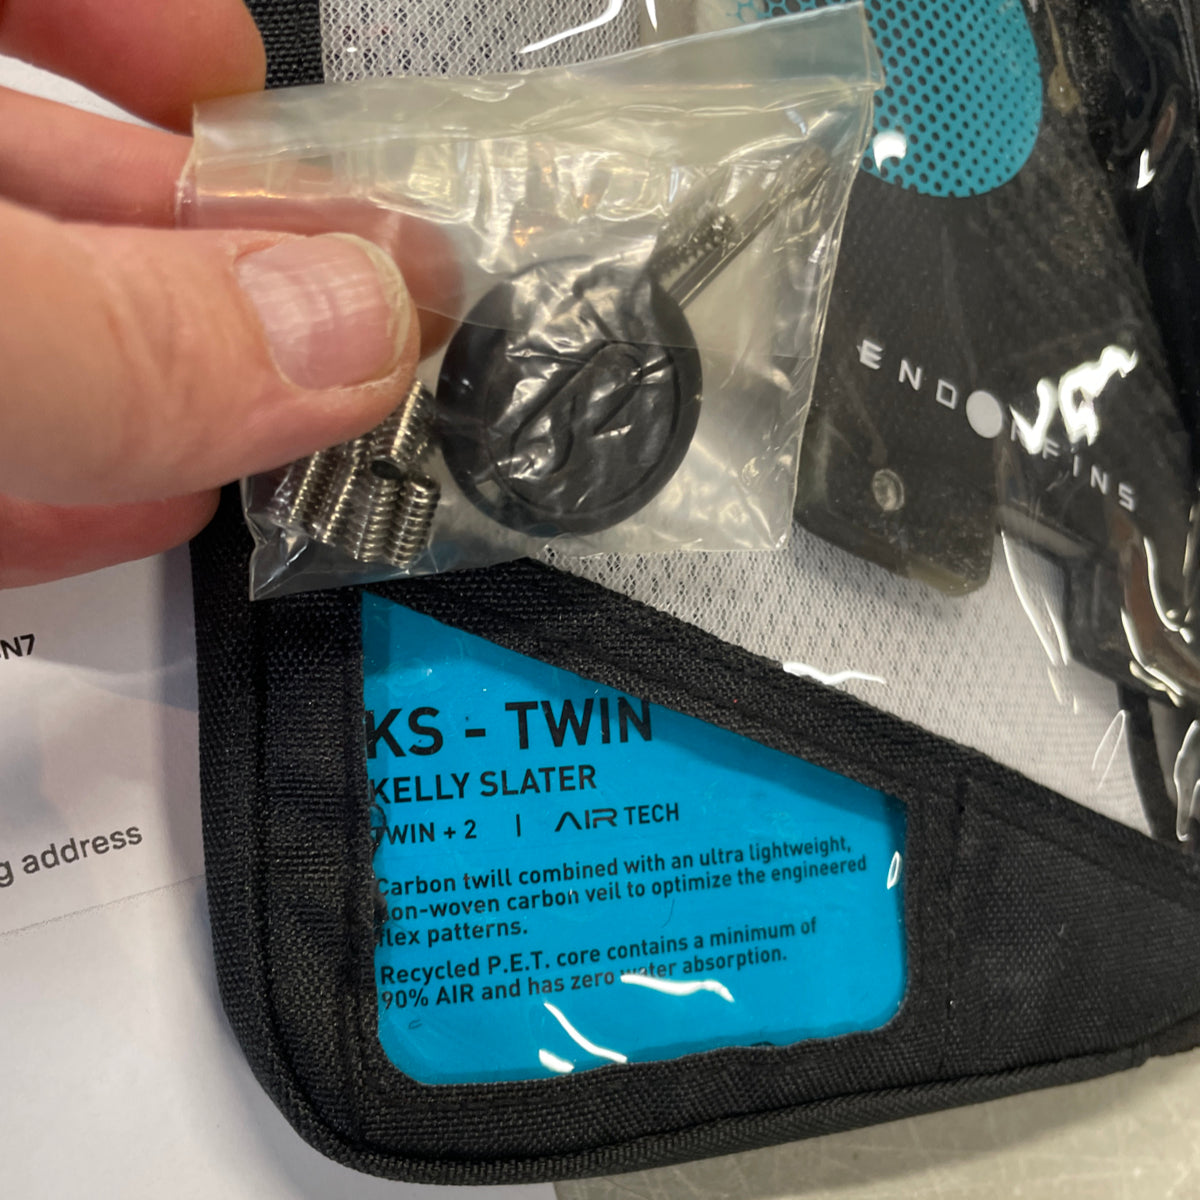 ENDORFINS
N7
g address
KS - TWIN
KELLY SLATER
TWIN + 2 | AIR TECH
Carbon twill combined with an ultra lightweight,
non-woven carbon veil to optimize the engineered
flex patterns.
Recycled P.E.T. core contains a minimum of
90% AIR and has zero water absorption.